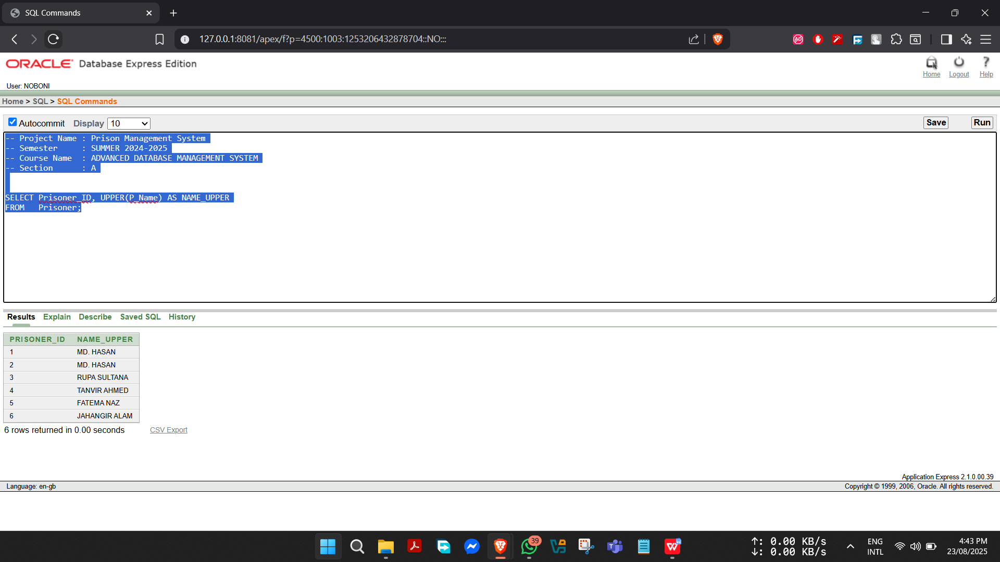 SQL Commands
127.0.0.1:8081/apex/f?p=4500:1003:1253206432878704::NO:::
ORACLE Database Express Edition
Home Logout Help
User: NOBONI
Home > SQL > SQL Commands
Autocommit Display 10 Save Run
-- Project Name : Prison Management System
-- Semester : SUMMER 2024-2025
-- Course Name : ADVANCED DATABASE MANAGEMENT SYSTEM
-- Section : A
SELECT Prisoner_ID, UPPER(P_Name) AS NAME_UPPER
FROM Prisoner;
Results Explain Describe Saved SQL History
PRISONER_ID NAME_UPPER
1 MD. HASAN
2 MD. HASAN
3 RUPA SULTANA
4 TANVIR AHMED
5 FATEMA NAZ
6 JAHANGIR ALAM
6 rows returned in 0.00 seconds CSV Export
Application Express 2.1.0.00.39
Language: en-gb Copyright © 1999, 2006, Oracle. All rights reserved.
39
↑: 0.00 KB/s
↓: 0.00 KB/s
ENG
INTL
4:43 PM
23/08/2025